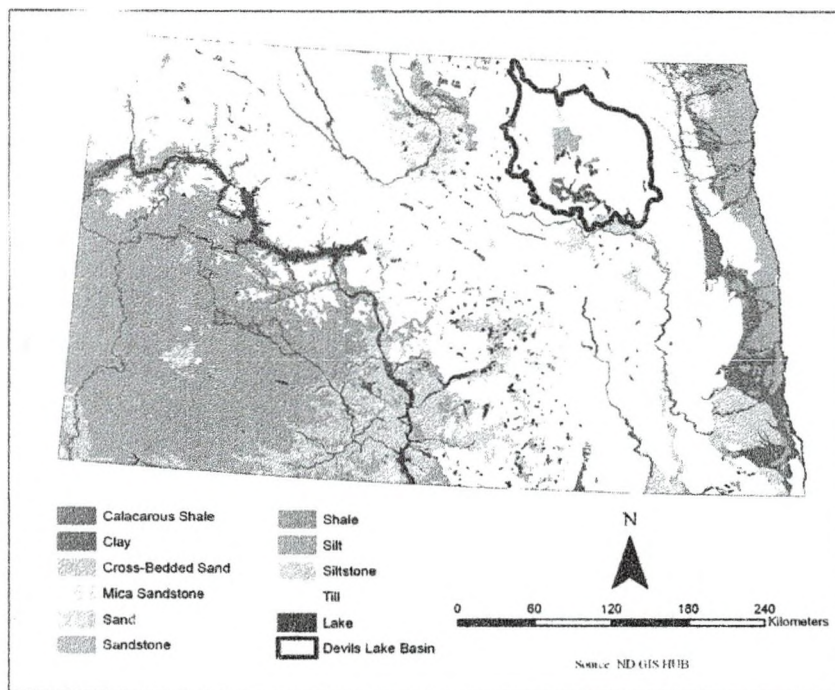 Calacarous Shale
Clay
Cross-Bedded Sand
Mica Sandstone
Sand
Sandstone
Shale
Silt
Siltstone
Till
Lake
Devils Lake Basin
N
0 60 120 180 240
Kilometers
Source: ND GIS HUB